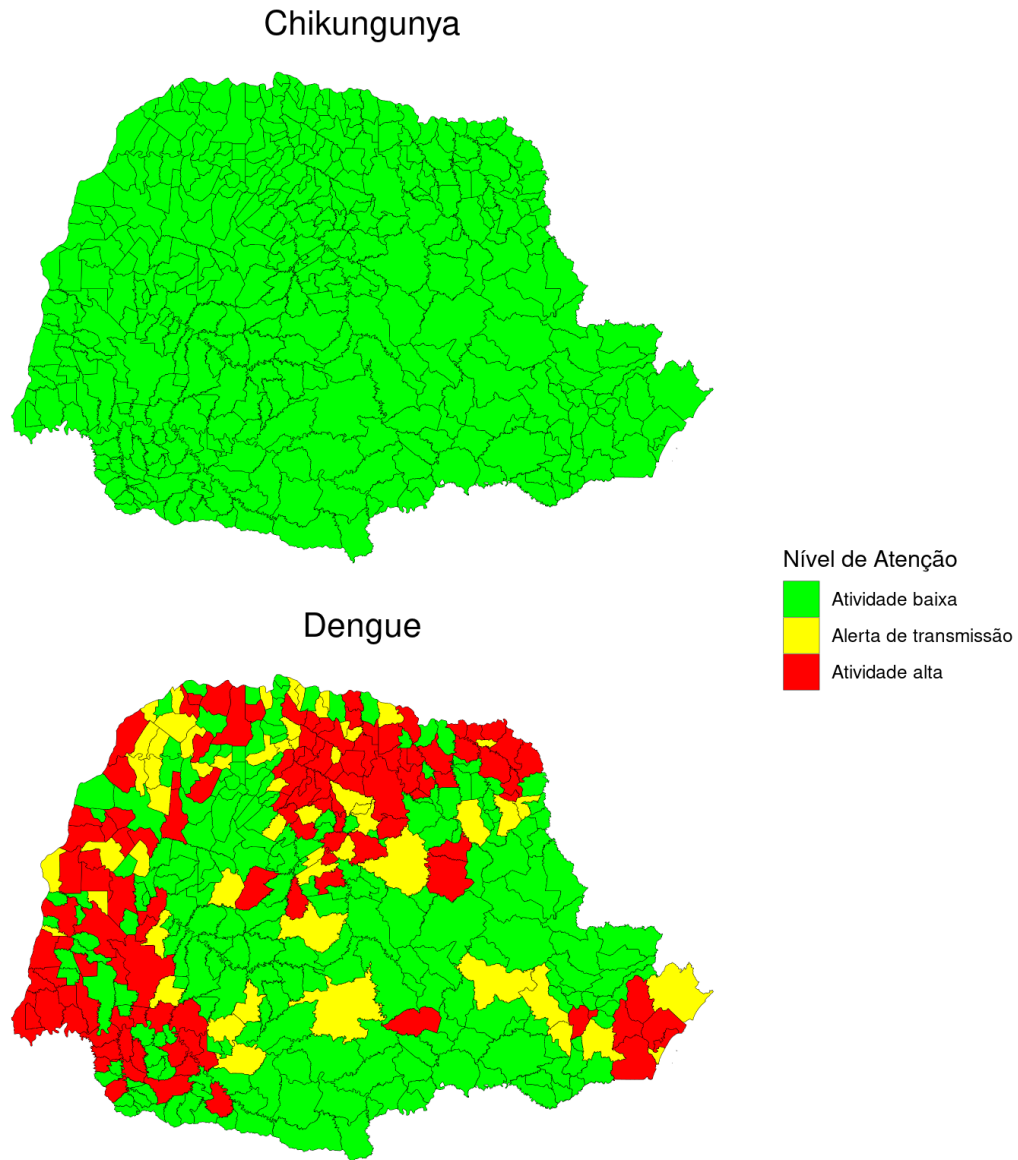 Chikungunya
Dengue
Nível de Atenção
Atividade baixa
Alerta de transmissão
Atividade alta